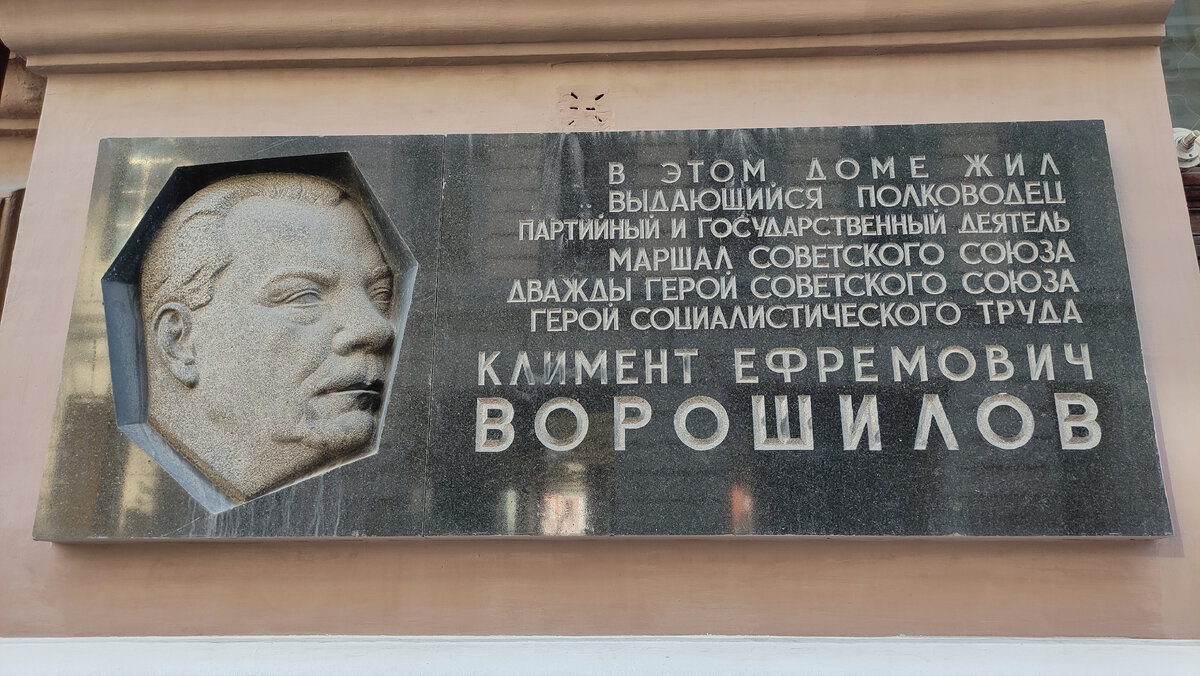 В ЭТОМ ДОМЕ ЖИЛ
ВЫДАЮЩИЙСЯ ПОЛКОВОДЕЦ
ПАРТИЙНЫЙ И ГОСУДАРСТВЕННЫЙ ДЕЯТЕЛЬ
МАРШАЛ СОВЕТСКОГО СОЮЗА
ДВАЖДЫ ГЕРОЙ СОВЕТСКОГО СОЮЗА
ГЕРОЙ СОЦИАЛИСТИЧЕСКОГО ТРУДА
КЛИМЕНТ ЕФРЕМОВИЧ
ВОРОШИЛОВ